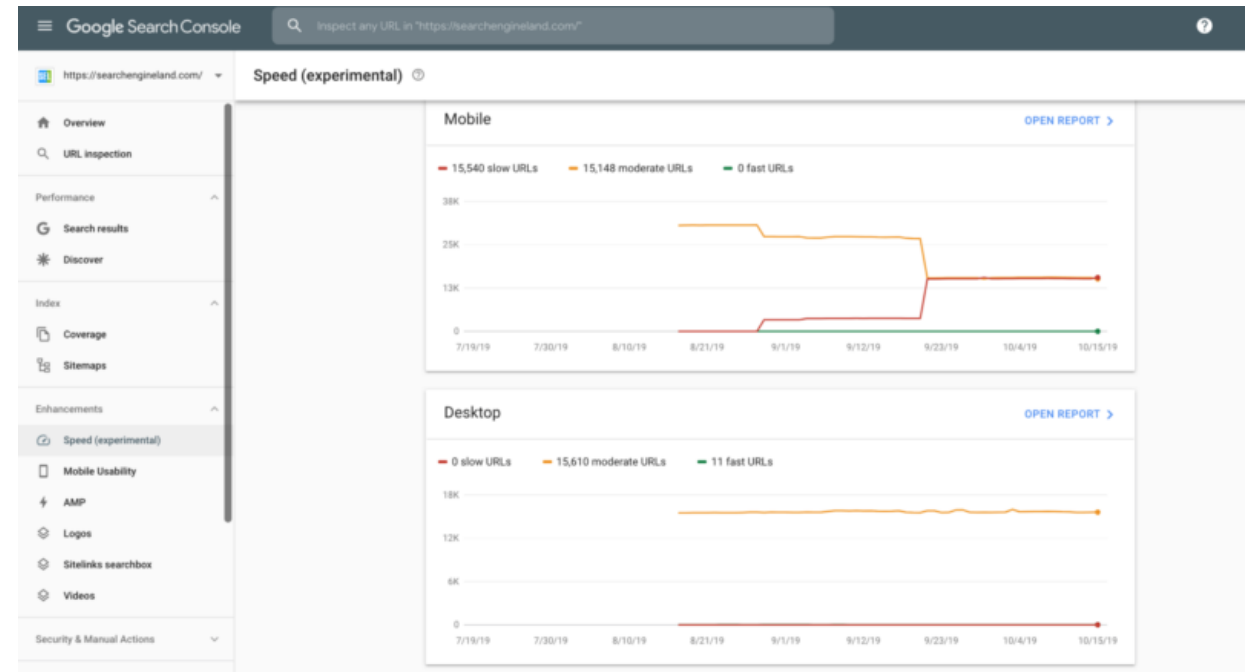 Google Search Console
Inspect any URL in "https://searchengineland.com/"
https://searchengineland.com/
Speed (experimental)
Overview
URL inspection
Performance
Search results
Discover
Index
Coverage
Sitemaps
Enhancements
Speed (experimental)
Mobile Usability
AMP
Logos
Sitelinks searchbox
Videos
Security & Manual Actions
Mobile
OPEN REPORT
15,540 slow URLs 15,148 moderate URLs 0 fast URLs
38K
25K
13K
0
7/19/19 7/30/19 8/10/19 8/21/19 9/1/19 9/12/19 9/23/19 10/4/19 10/15/19
Desktop
OPEN REPORT
0 slow URLs 15,610 moderate URLs 11 fast URLs
18K
12K
6K
0
7/19/19 7/30/19 8/10/19 8/21/19 9/1/19 9/12/19 9/23/19 10/4/19 10/15/19